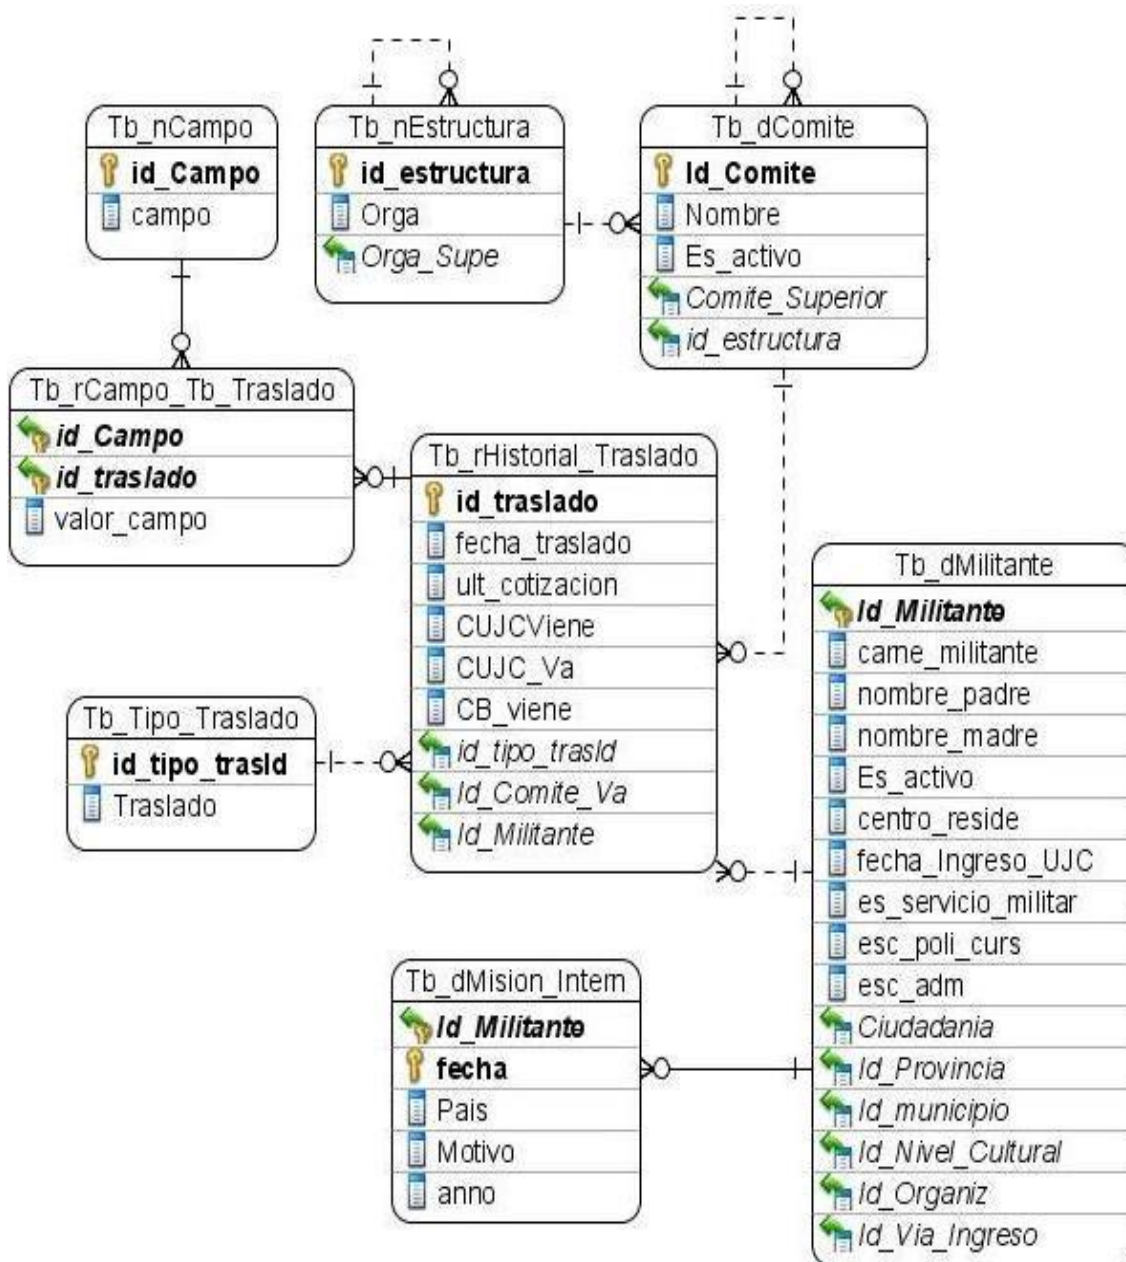 Tb_nCampo
id_Campo
campo
Tb_nEstructura
id_estructura
Orga
Orga_Supe
Tb_dComite
Id_Comite
Nombre
Es_activo
Comite_Superior
id_estructura
Tb_rCampo_Tb_Traslado
id_Campo
id_traslado
valor_campo
Tb_rHistorial_Traslado
id_traslado
fecha_traslado
ult_cotizacion
CUJCViene
CUJC_Va
CB_viene
id_tipo_trasld
Id_Comite_Va
Id_Militante
Tb_Tipo_Traslado
id_tipo_trasld
Traslado
Tb_dMilitante
Id_Militante
carne_militante
nombre_padre
nombre_madre
Es_activo
centro_reside
fecha_Ingreso_UJC
es_servicio_militar
esc_poli_curs
esc_adm
Ciudadania
Id_Provincia
Id_municipio
Id_Nivel_Cultural
Id_Organiz
Id_Via_Ingreso
Tb_dMision_Intern
Id_Militante
fecha
Pais
Motivo
anno